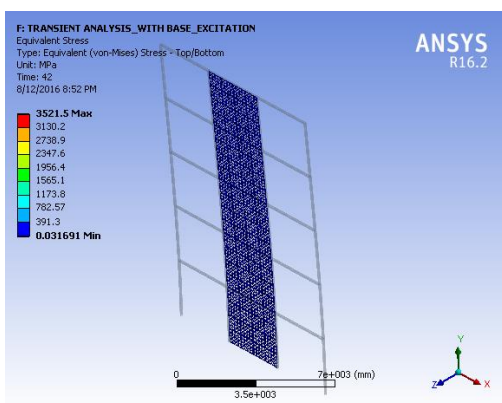 F: TRANSIENT ANALYSIS_WITH BASE_EXCITATION
Equivalent Stress
Type: Equivalent (von-Mises) Stress - Top/Bottom
Unit: MPa
Time: 42
8/12/2016 8:52 PM
ANSYS
R16.2
3521.5 Max
3130.2
2738.9
2347.6
1956.4
1565.1
1173.8
782.57
391.3
0.031691 Min
0
7e+003 (mm)
3.5e+003
Y
Z
X